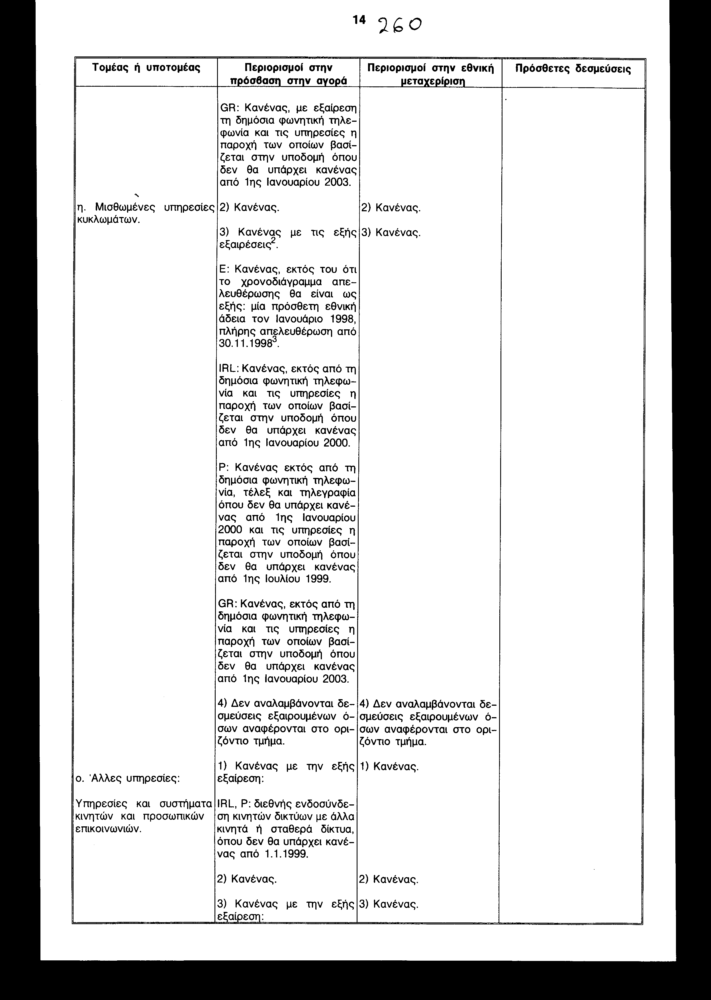 14 260
Τομέας ή υποτομέας
Περιορισμοί στην
πρόσβαση στην αγορά
Περιορισμοί στην εθνική
μεταχερίριση
Πρόσθετες δεσμεύσεις
GR: Κανένας, με εξαίρεση
τη δημόσια φωνητική τηλε-
φωνία και τις υπηρεσίες η
παροχή των οποίων βασί-
ζεται στην υποδομή όπου
δεν θα υπάρχει κανένας
από 1ης Ιανουαρίου 2003.
η. Μισθωμένες υπηρεσίες
κυκλωμάτων.
2) Κανένας.
2) Κανένας.
3) Κανένας με τις εξής
εξαιρέσεις².
3) Κανένας.
E: Κανένας, εκτός του ότι
το χρονοδιάγραμμα απε-
λευθέρωσης θα είναι ως
εξής: μία πρόσθετη εθνική
άδεια τον Ιανουάριο 1998,
πλήρης απελευθέρωση από
30.11.1998³.
IRL: Κανένας, εκτός από τη
δημόσια φωνητική τηλεφω-
νία και τις υπηρεσίες η
παροχή των οποίων βασί-
ζεται στην υποδομή όπου
δεν θα υπάρχει κανένας
από 1ης Ιανουαρίου 2000.
P: Κανένας εκτός από τη
δημόσια φωνητική τηλεφω-
νία, τέλεξ και τηλεγραφία
όπου δεν θα υπάρχει κανέ-
νας από 1ης Ιανουαρίου
2000 και τις υπηρεσίες η
παροχή των οποίων βασί-
ζεται στην υποδομή όπου
δεν θα υπάρχει κανένας
από 1ης Ιουλίου 1999.
GR: Κανένας, εκτός από τη
δημόσια φωνητική τηλεφω-
νία και τις υπηρεσίες η
παροχή των οποίων βασί-
ζεται στην υποδομή όπου
δεν θα υπάρχει κανένας
από 1ης Ιανουαρίου 2003.
4) Δεν αναλαμβάνονται δε-
σμεύσεις εξαιρουμένων ό-
σων αναφέρονται στο ορι-
ζόντιο τμήμα.
4) Δεν αναλαμβάνονται δε-
σμεύσεις εξαιρουμένων ό-
σων αναφέρονται στο ορι-
ζόντιο τμήμα.
ο. Άλλες υπηρεσίες:
1) Κανένας με την εξής
εξαίρεση:
1) Κανένας.
Υπηρεσίες και συστήματα
κινητών και προσωπικών
επικοινωνιών.
IRL, P: διεθνής ενδοσύνδε-
ση κινητών δικτύων με άλλα
κινητά ή σταθερά δίκτυα,
όπου δεν θα υπάρχει κανέ-
νας από 1.1.1999.
2) Κανένας.
2) Κανένας.
3) Κανένας με την εξής
εξαίρεση:
3) Κανένας.